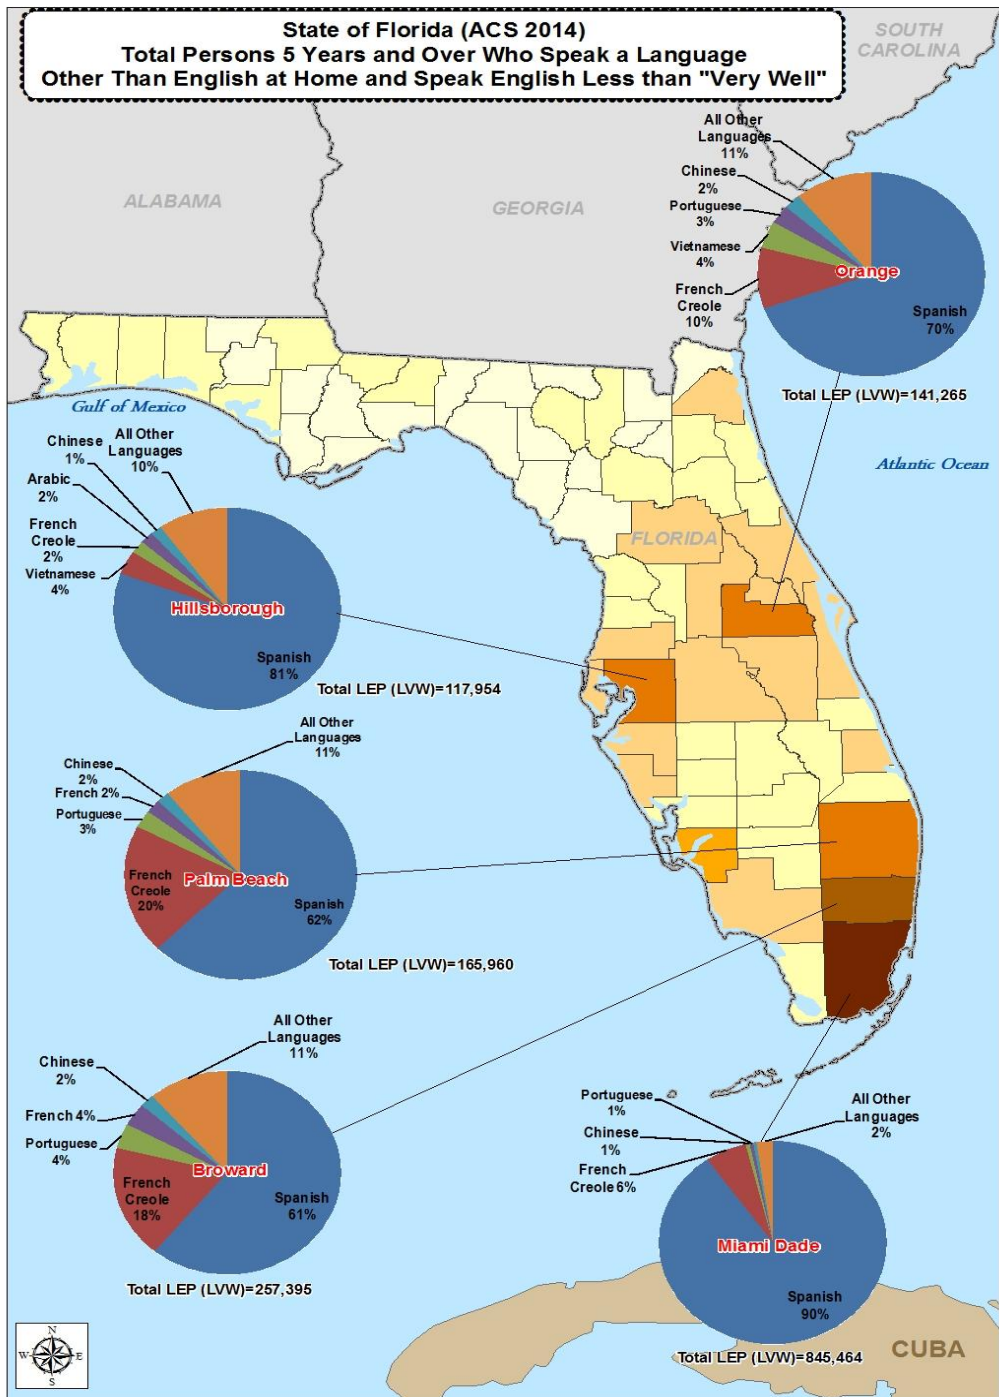 State of Florida (ACS 2014)
Total Persons 5 Years and Over Who Speak a Language
Other Than English at Home and Speak English Less than "Very Well"
SOUTH
CAROLINA
ALABAMA
GEORGIA
All Other
Languages
11%
Chinese
2%
Portuguese
3%
Vietnamese
4%
French
Creole
10%
Orange
Spanish
70%
Total LEP (LVW)=141,265
Gulf of Mexico
Atlantic Ocean
FLORIDA
All Other
Languages
10%
Chinese
1%
Arabic
2%
French
Creole
2%
Vietnamese
4%
Hillsborough
Spanish
81%
Total LEP (LVW)=117,954
All Other
Languages
11%
Chinese
2%
French 2%
Portuguese
3%
French
Creole
20%
Palm Beach
Spanish
62%
Total LEP (LVW)=165,960
All Other
Languages
11%
Chinese
2%
French 4%
Portuguese
4%
French
Creole
18%
Broward
Spanish
61%
Total LEP (LVW)=257,395
Portuguese
1%
Chinese
1%
French
Creole 6%
All Other
Languages
2%
Miami Dade
Spanish
90%
Total LEP (LVW)=845,464
CUBA
N
W
E
S